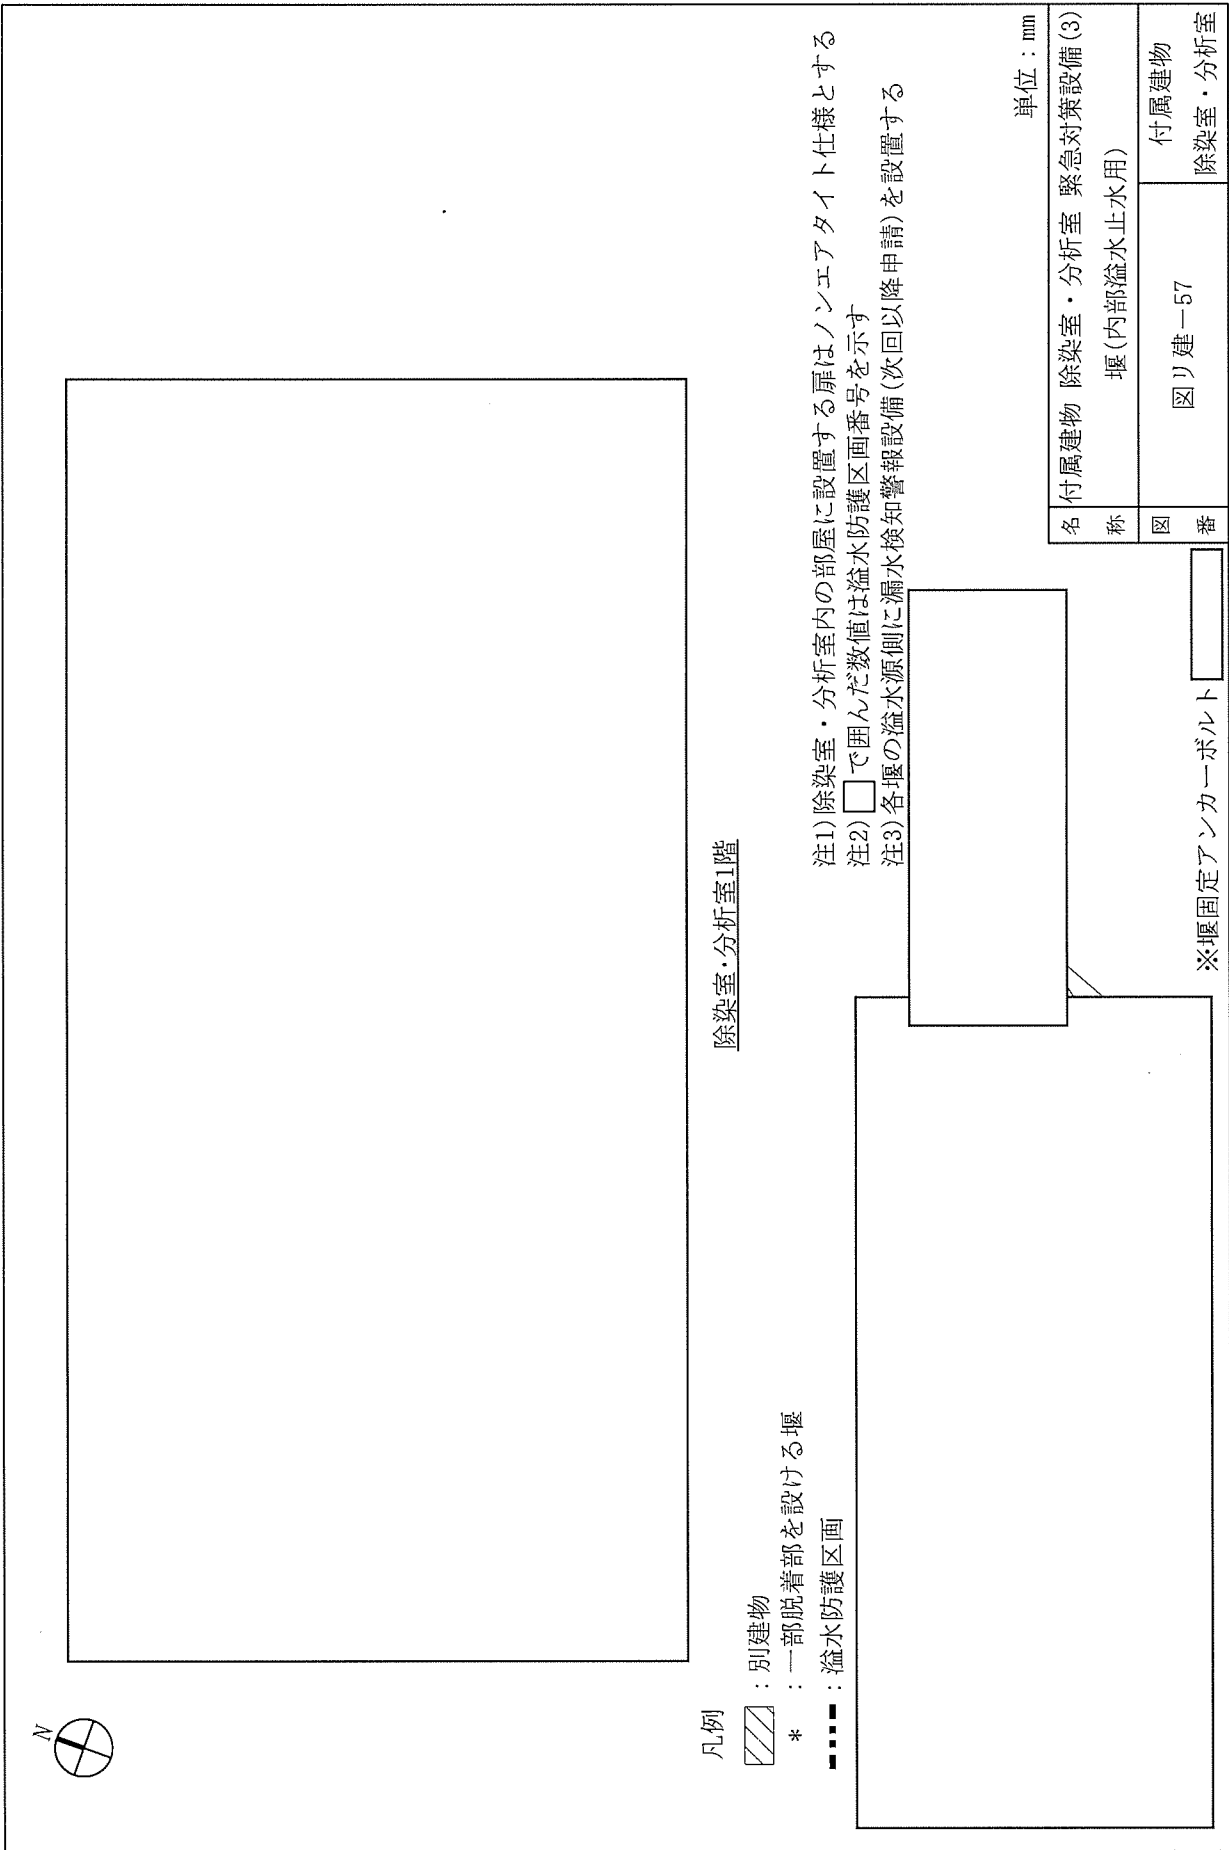 N
除染室・分析室1階
凡例
：別建物
＊：一部脱着部を設ける堰
：溢水防護区画
注1)除染室・分析室内の部屋に設置する扉はノンエアタイト仕様とする
注2)□で囲んだ数値は溢水防護区画番号を示す
注3)各堰の溢水源側に漏水検知警報設備(次回以降申請)を設置する
※堰固定アンカーボルト
単位：mm
名称
付属建物 除染室・分析室 緊急対策設備(3)
堰(内部溢水止水用)
図番
図リ建－57
付属建物
除染室・分析室